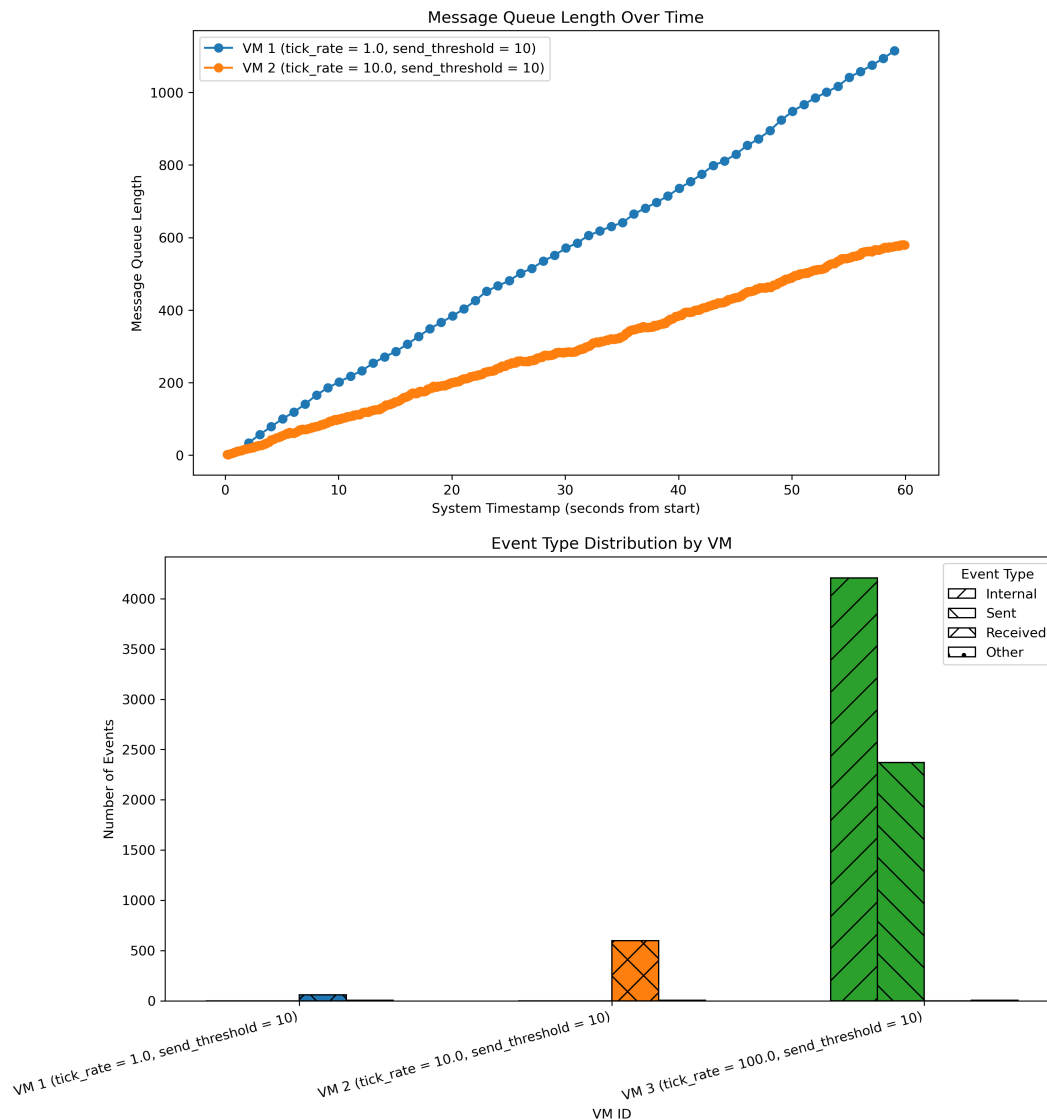 Message Queue Length Over Time
VM 1 (tick_rate = 1.0, send_threshold = 10)
VM 2 (tick_rate = 10.0, send_threshold = 10)
Message Queue Length
1000
800
600
400
200
0
0 10 20 30 40 50 60
System Timestamp (seconds from start)
Event Type Distribution by VM
Event Type
Internal
Sent
Received
Other
Number of Events
4000
3500
3000
2500
2000
1500
1000
500
0
VM 1 (tick_rate = 1.0, send_threshold = 10)
VM 2 (tick_rate = 10.0, send_threshold = 10)
VM 3 (tick_rate = 100.0, send_threshold = 10)
VM ID